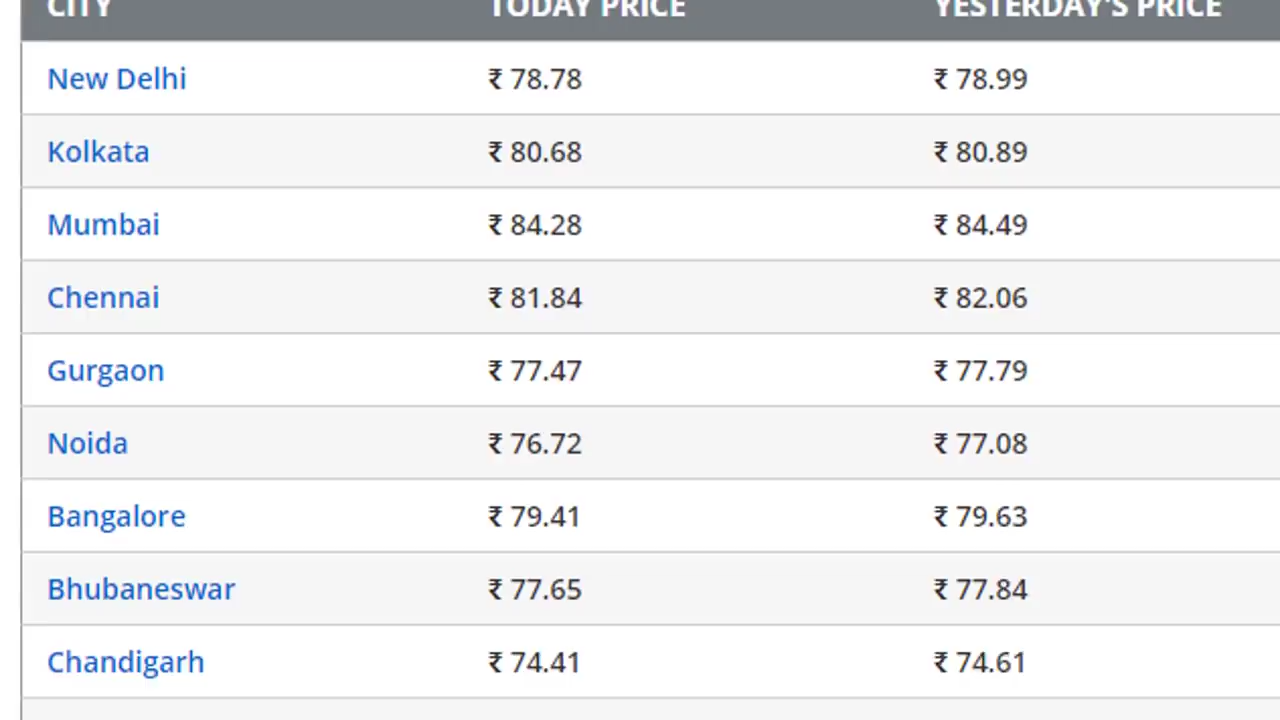 CITY TODAY PRICE YESTERDAY'S PRICE
New Delhi ₹ 78.78 ₹ 78.99
Kolkata ₹ 80.68 ₹ 80.89
Mumbai ₹ 84.28 ₹ 84.49
Chennai ₹ 81.84 ₹ 82.06
Gurgaon ₹ 77.47 ₹ 77.79
Noida ₹ 76.72 ₹ 77.08
Bangalore ₹ 79.41 ₹ 79.63
Bhubaneswar ₹ 77.65 ₹ 77.84
Chandigarh ₹ 74.41 ₹ 74.61